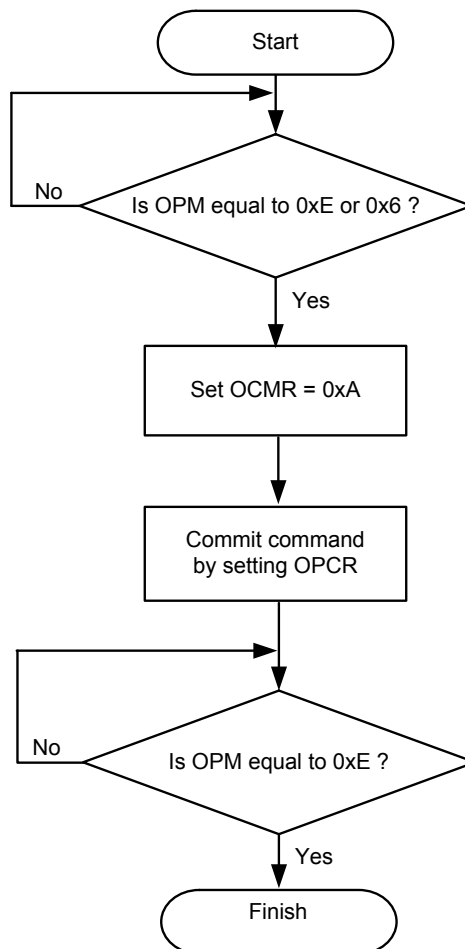 Start
No
Is OPM equal to 0xE or 0x6 ?
Yes
Set OCMR = 0xA
Commit command
by setting OPCR
No
Is OPM equal to 0xE ?
Yes
Finish